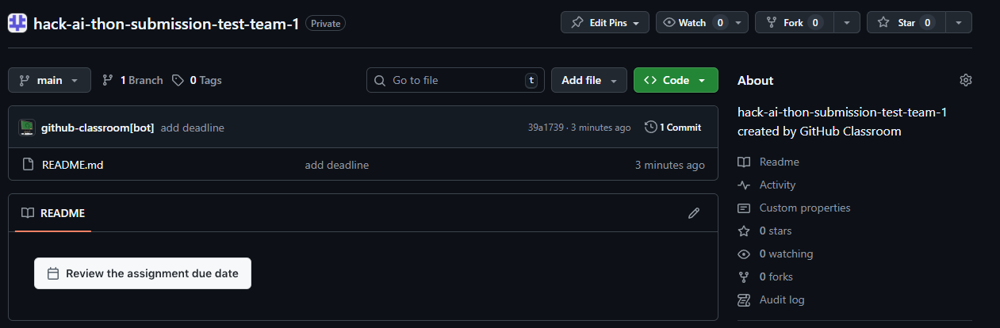 hack-ai-thon-submission-test-team-1 Private
Edit Pins Watch 0 Fork 0 Star 0
main 1 Branch 0 Tags Go to file t Add file Code
github-classroom[bot] add deadline 39a1739 · 3 minutes ago 1 Commit
README.md add deadline 3 minutes ago
README
Review the assignment due date
About
hack-ai-thon-submission-test-team-1
created by GitHub Classroom
Readme
Activity
Custom properties
0 stars
0 watching
0 forks
Audit log